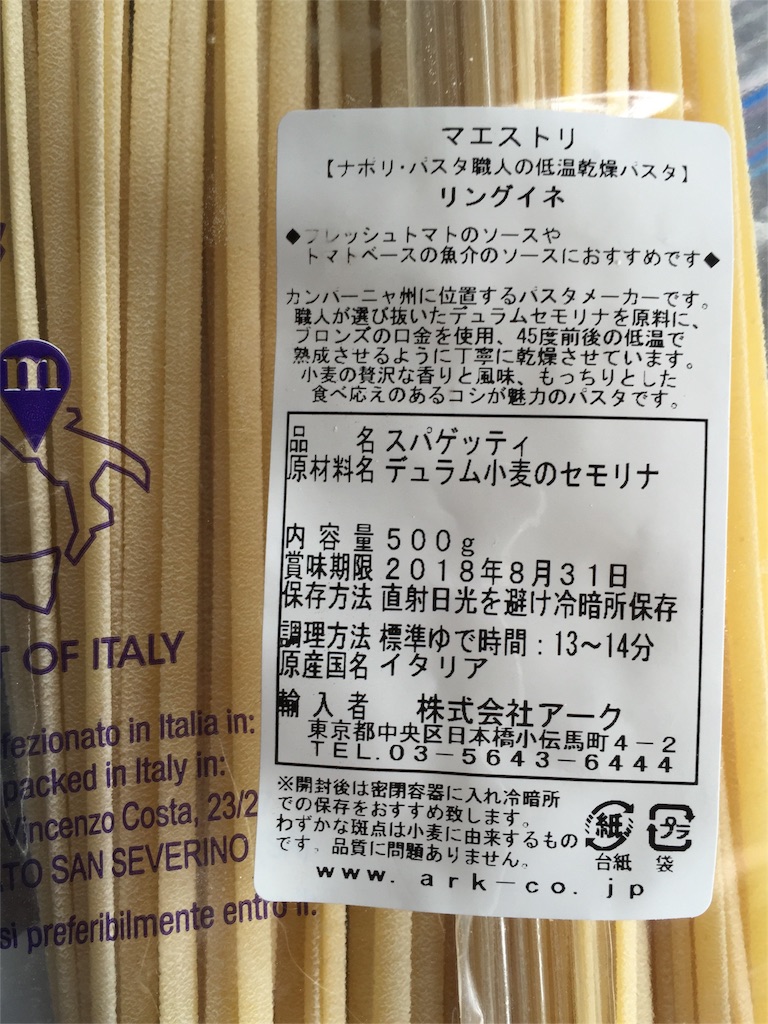 マエストリ
【ナポリ・パスタ職人の低温乾燥パスタ】
リングイネ
◆フレッシュトマトのソースや
トマトベースの魚介のソースにおすすめです◆
カンパーニャ州に位置するパスタメーカーです。
職人が選び抜いたデュラムセモリナを原料に、
ブロンズの口金を使用、45度前後の低温で
熟成させるように丁寧に乾燥させています。
小麦の贅沢な香りと風味、もっちりとした
食べ応えのあるコシが魅力のパスタです。
品 名 スパゲッティ
原材料名 デュラム小麦のセモリナ
内容量 500g
賞味期限 2018年8月31日
保存方法 直射日光を避け冷暗所保存
調理方法 標準ゆで時間:13~14分
原産国名 イタリア
輸入者 株式会社アーク
東京都中央区日本橋小伝馬町4-2
TEL.03-5643-6444
※開封後は密閉容器に入れ冷暗所
での保存をおすすめ致します。
わずかな斑点は小麦に由来するもの
です。品質に問題ありません。
紙 プラ
台紙 袋
www.ark-co.jp
m
OF ITALY
fezionato in Italia in:
packed in Italy in:
Vincenzo Costa, 23/2
TO SAN SEVERINO
si preferibilmente entro il: